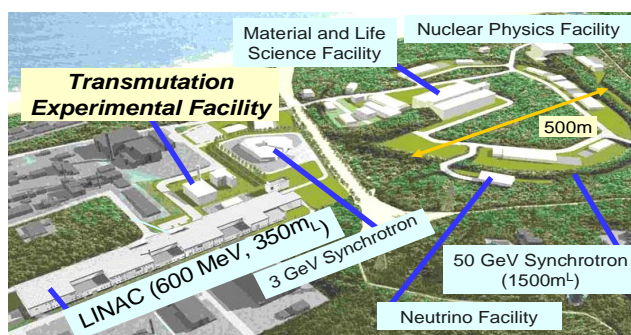 Material and Life
Science Facility
Nuclear Physics Facility
Transmutation
Experimental Facility
500m
LINAC (600 MeV, 350mL)
3 GeV Synchrotron
50 GeV Synchrotron
(1500mL)
Neutrino Facility